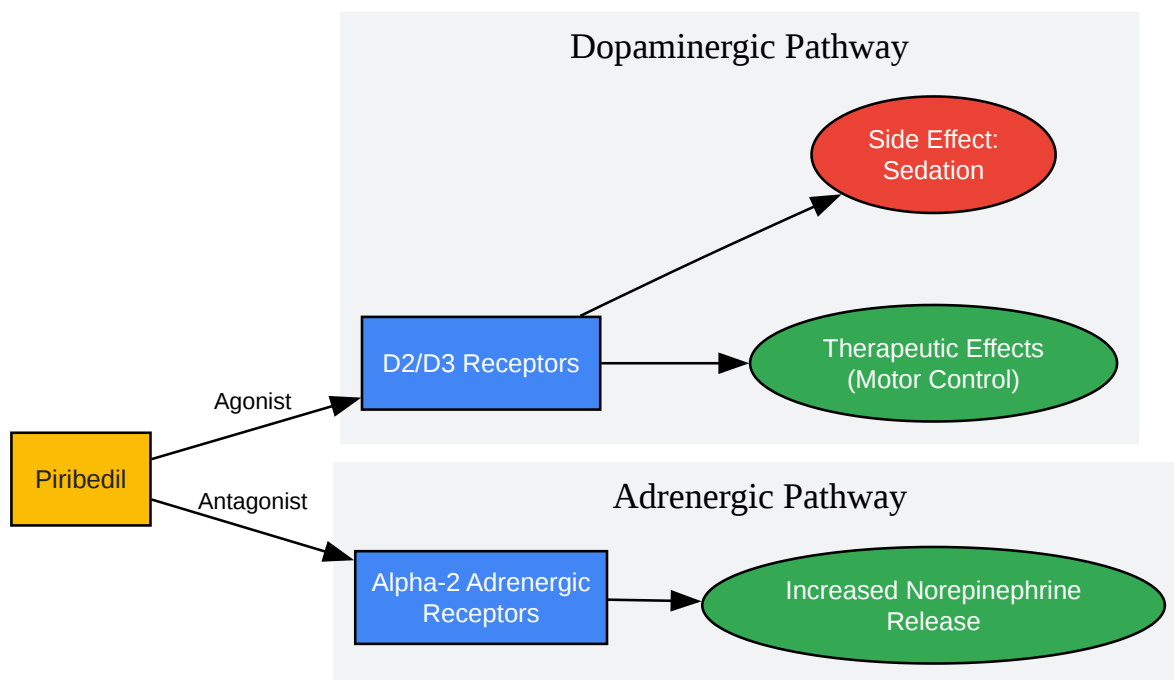 Dopaminergic Pathway
Side Effect:
Sedation
D2/D3 Receptors
Therapeutic Effects
(Motor Control)
Agonist
Piribedil
Antagonist
Adrenergic Pathway
Alpha-2 Adrenergic
Receptors
Increased Norepinephrine
Release